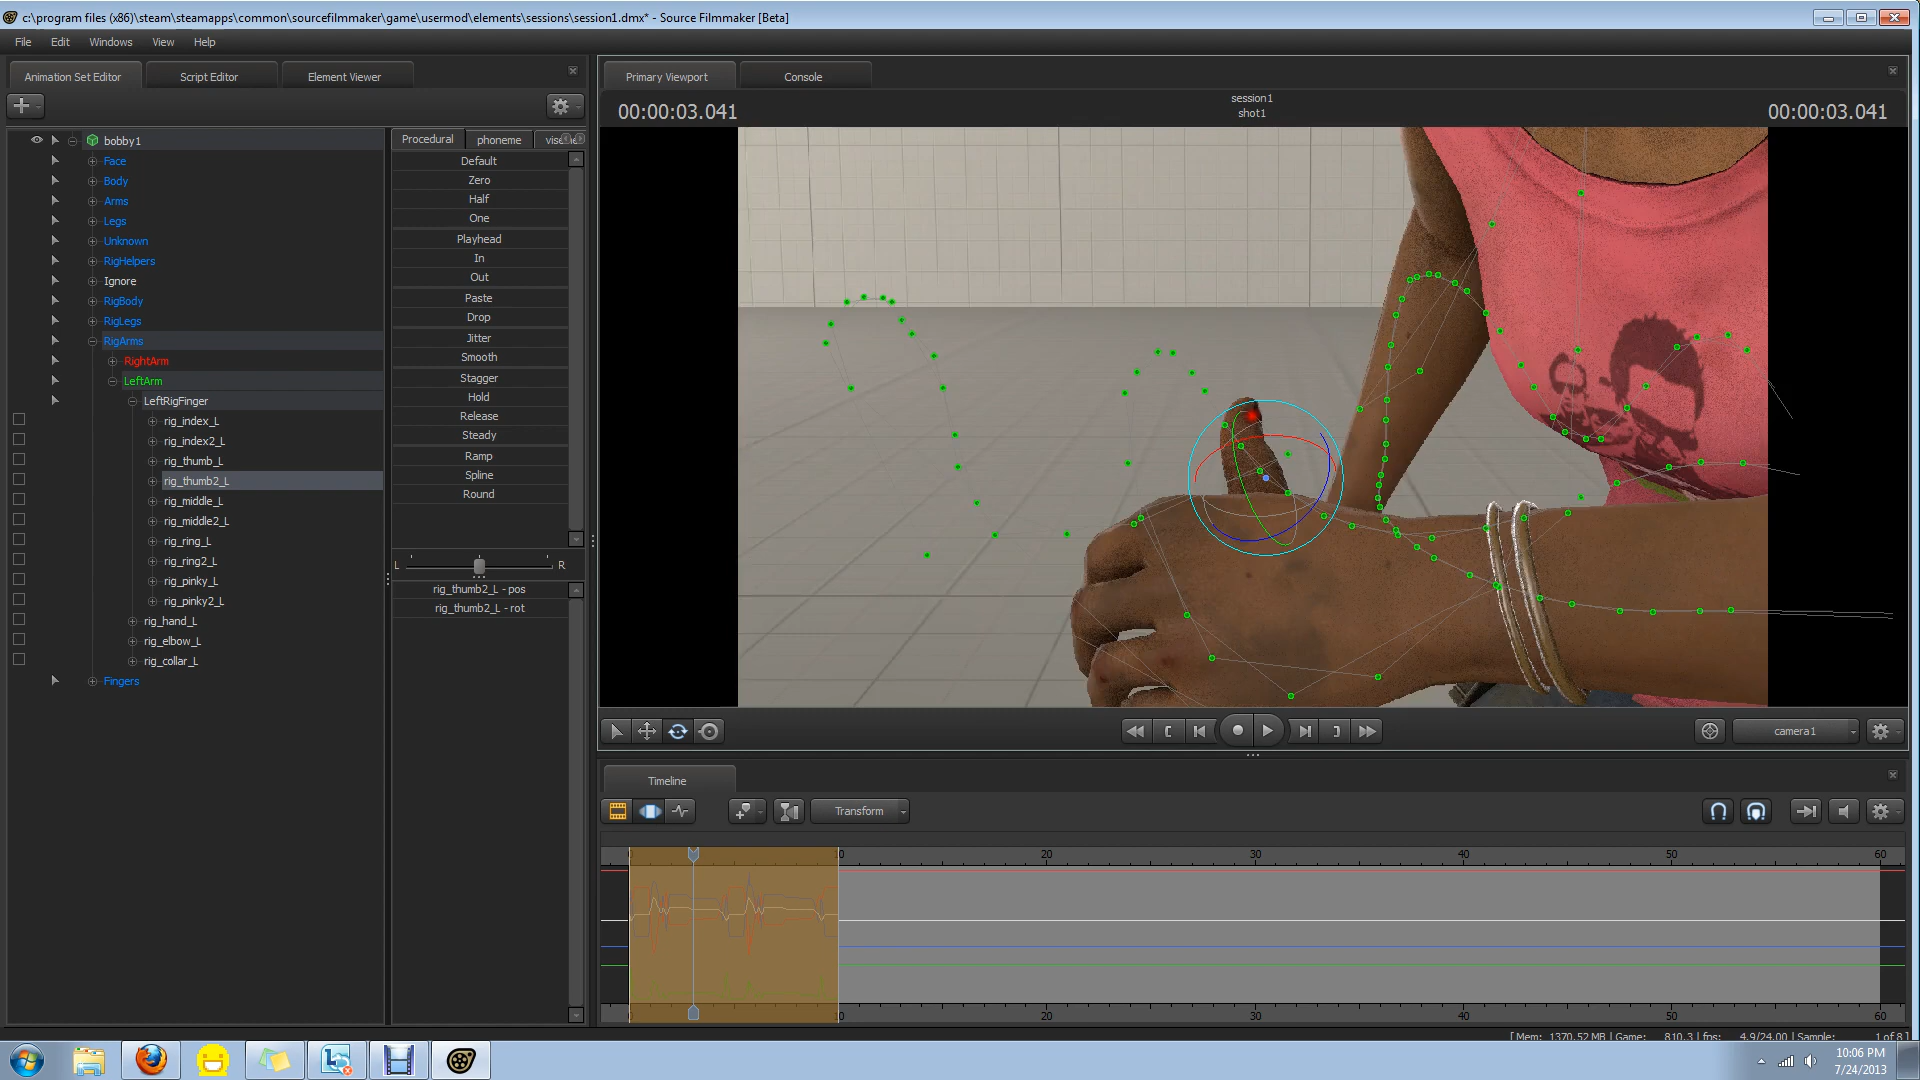 c:\program files (x86)\steam\steamapps\common\sourcefilmmaker\game\usermod\elements\sessions\session1.dmx* - Source Filmmaker [Beta]
File Edit Windows View Help
Animation Set Editor Script Editor Element Viewer
Primary Viewport Console
00:00:03.041
session1
shot1
00:00:03.041
bobby1
Face
Body
Arms
Legs
Unknown
RigHelpers
Ignore
RigBody
RigLegs
RigArms
RightArm
LeftArm
LeftRigFinger
rig_index_L
rig_index2_L
rig_thumb_L
rig_thumb2_L
rig_middle_L
rig_middle2_L
rig_ring_L
rig_ring2_L
rig_pinky_L
rig_pinky2_L
rig_hand_L
rig_elbow_L
rig_collar_L
Fingers
Procedural phoneme
Default
Zero
Half
One
Playhead
In
Out
Paste
Drop
Jitter
Smooth
Stagger
Hold
Release
Steady
Ramp
Spline
Round
L R
rig_thumb2_L - pos
rig_thumb2_L - rot
camera1
Timeline
Transform
0 10 20 30 40 50 60
0 10 20 30 40 50 60
[ Mem: 1370.52 MB | Game: 810.3 | fps: 4.9/24.00 | Sample: 1 of 8 ]
10:06 PM
7/24/2013